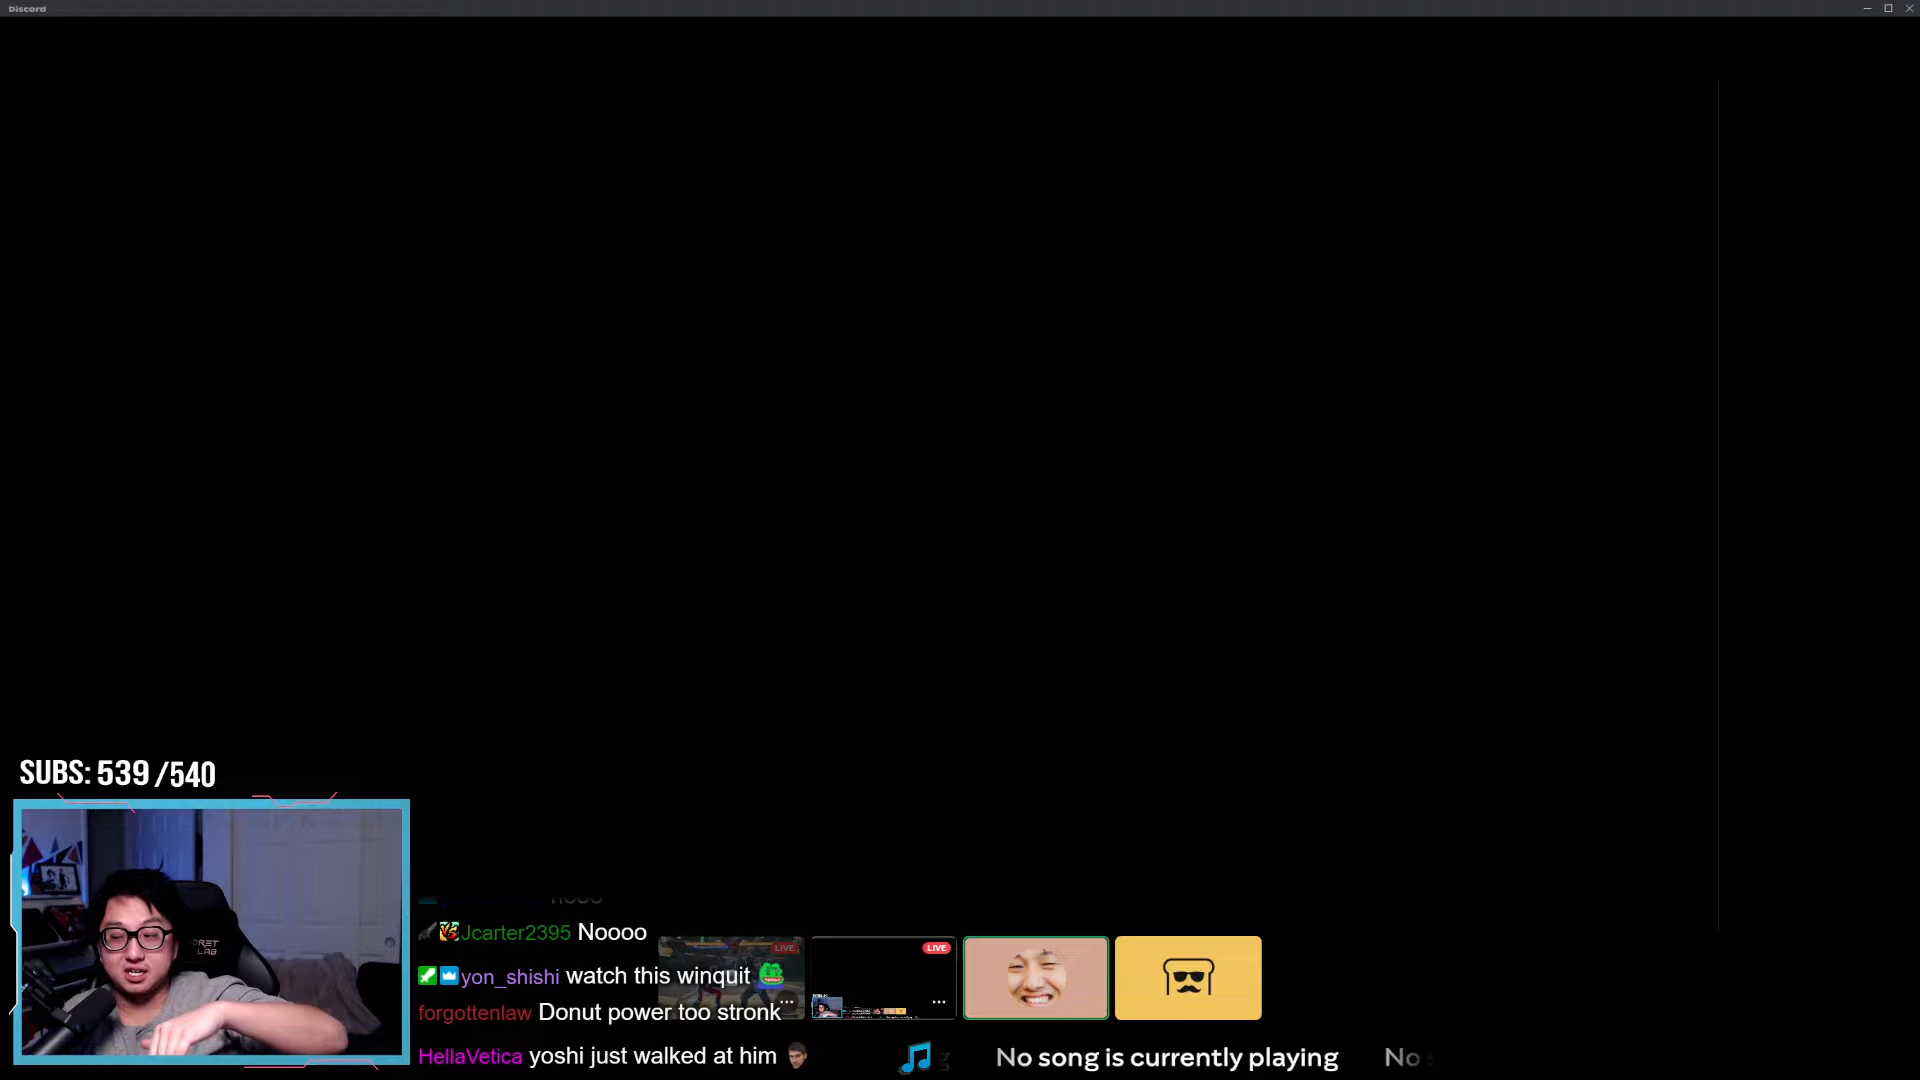 Discord
SUBS: 539 /540
nooo
Jcarter2395 Noooo
LIVE
LIVE
yon_shishi watch this winquit
forgottenlaw Donut power too stronk
HellaVetica yoshi just walked at him
No song is currently playing
No